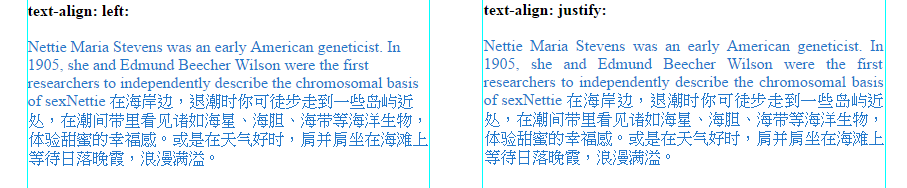 text-align: left:
Nettie Maria Stevens was an early American geneticist. In
1905, she and Edmund Beecher Wilson were the first
researchers to independently describe the chromosomal basis
of sexNettie 在海岸边，退潮时你可徒步走到一些岛屿近
处，在潮间带里看见诸如海星、海胆、海带等海洋生物，
体验甜蜜的幸福感。或是在天气好时，肩并肩坐在海滩上
等待日落晚霞，浪漫满溢。
text-align: justify:
Nettie Maria Stevens was an early American geneticist. In
1905, she and Edmund Beecher Wilson were the first
researchers to independently describe the chromosomal basis
of sexNettie 在海岸边，退潮时你可徒步走到一些岛屿近
处，在潮间带里看见诸如海星、海胆、海带等海洋生物，
体验甜蜜的幸福感。或是在天气好时，肩并肩坐在海滩上
等待日落晚霞，浪漫满溢。